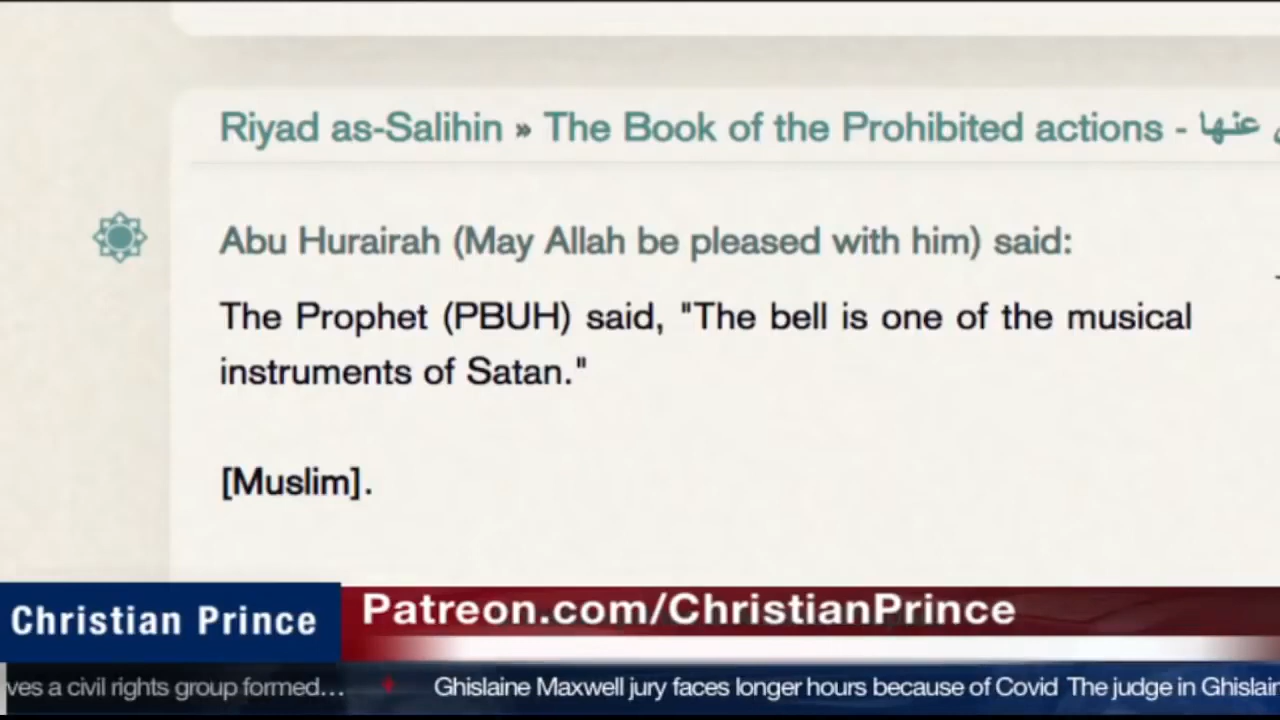 Riyad as-Salihin » The Book of the Prohibited actions - عنها
Abu Hurairah (May Allah be pleased with him) said:
The Prophet (PBUH) said, "The bell is one of the musical
instruments of Satan."
[Muslim].
Christian Prince
Patreon.com/ChristianPrince
ves a civil rights group formed... Ghislaine Maxwell jury faces longer hours because of Covid The judge in Ghislain